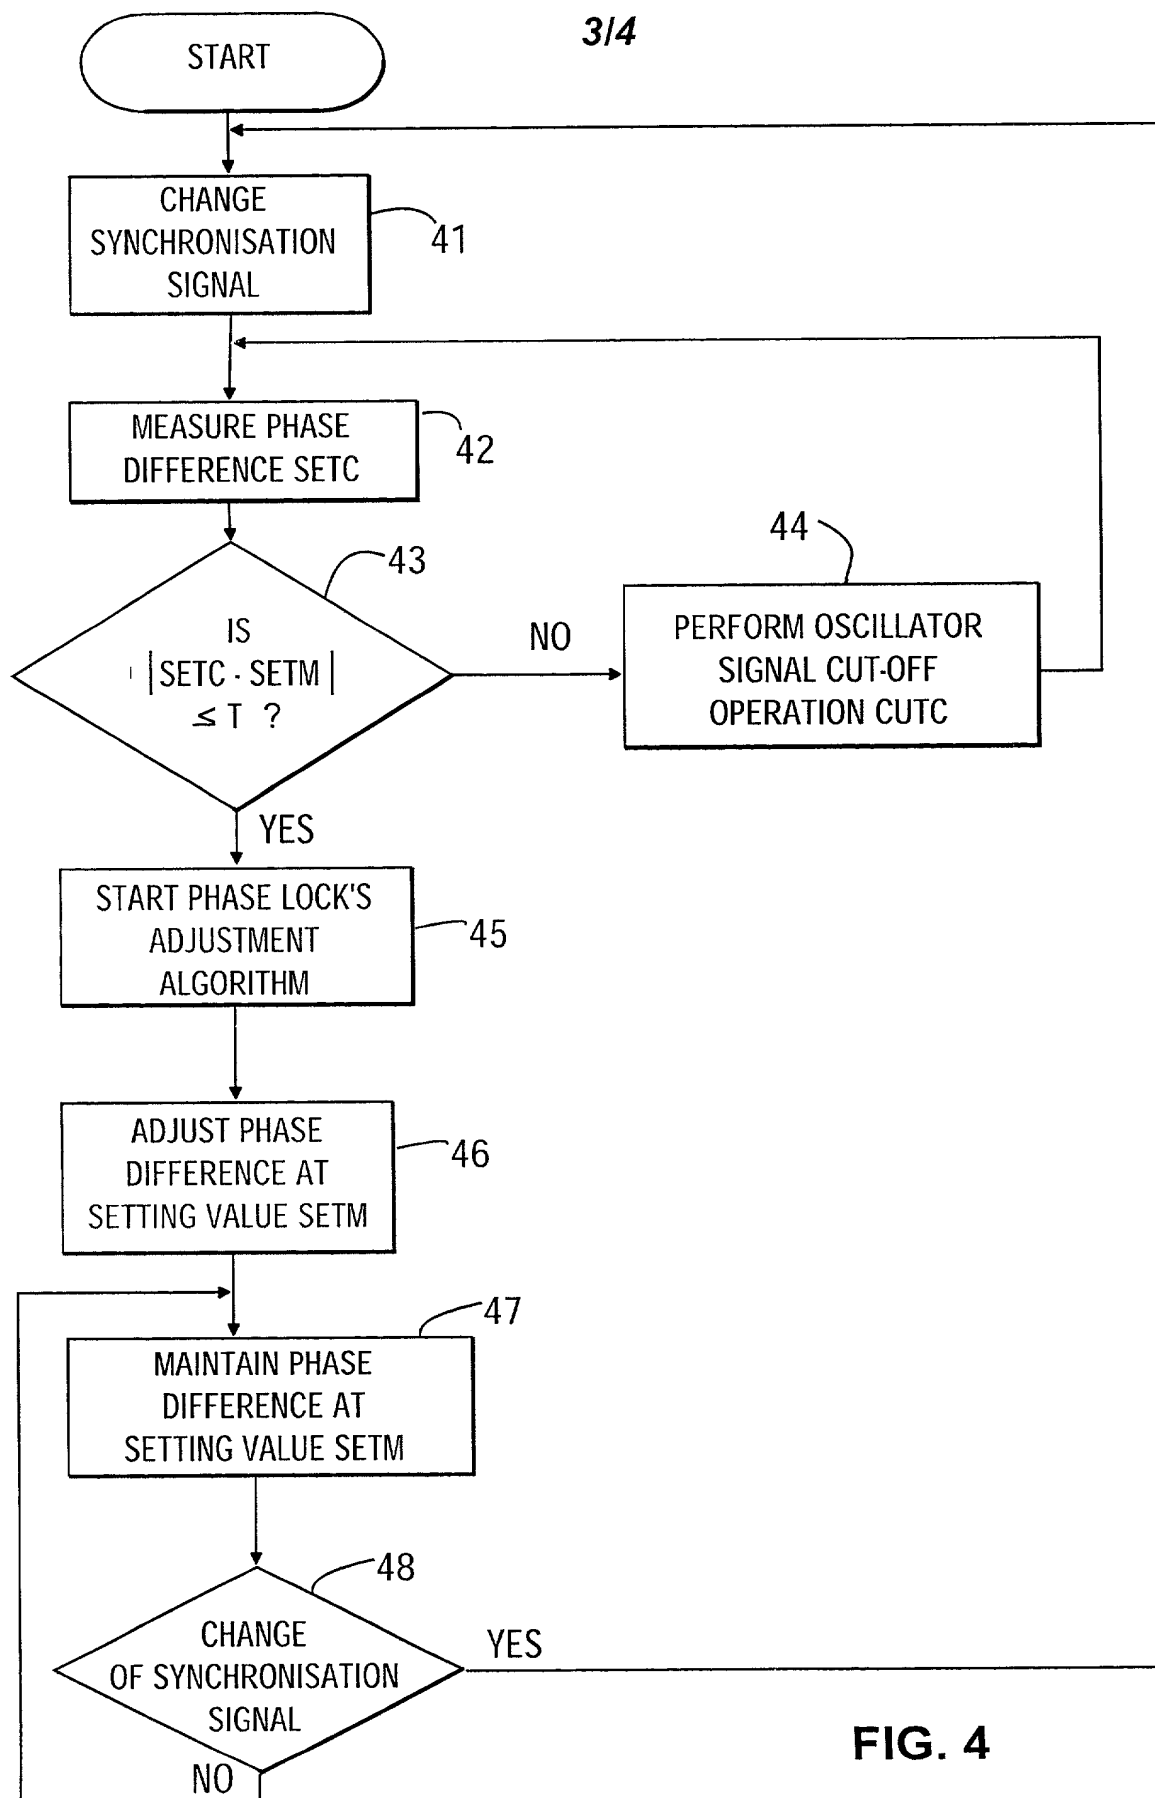 3/4
START
CHANGE
SYNCHRONISATION
SIGNAL
41
MEASURE PHASE
DIFFERENCE SETC
42
43
IS
|SETC - SETM|
≤ T ?
NO
44
PERFORM OSCILLATOR
SIGNAL CUT-OFF
OPERATION CUTC
YES
START PHASE LOCK'S
ADJUSTMENT
ALGORITHM
45
ADJUST PHASE
DIFFERENCE AT
SETTING VALUE SETM
46
47
MAINTAIN PHASE
DIFFERENCE AT
SETTING VALUE SETM
48
CHANGE
OF SYNCHRONISATION
SIGNAL
YES
NO
FIG. 4